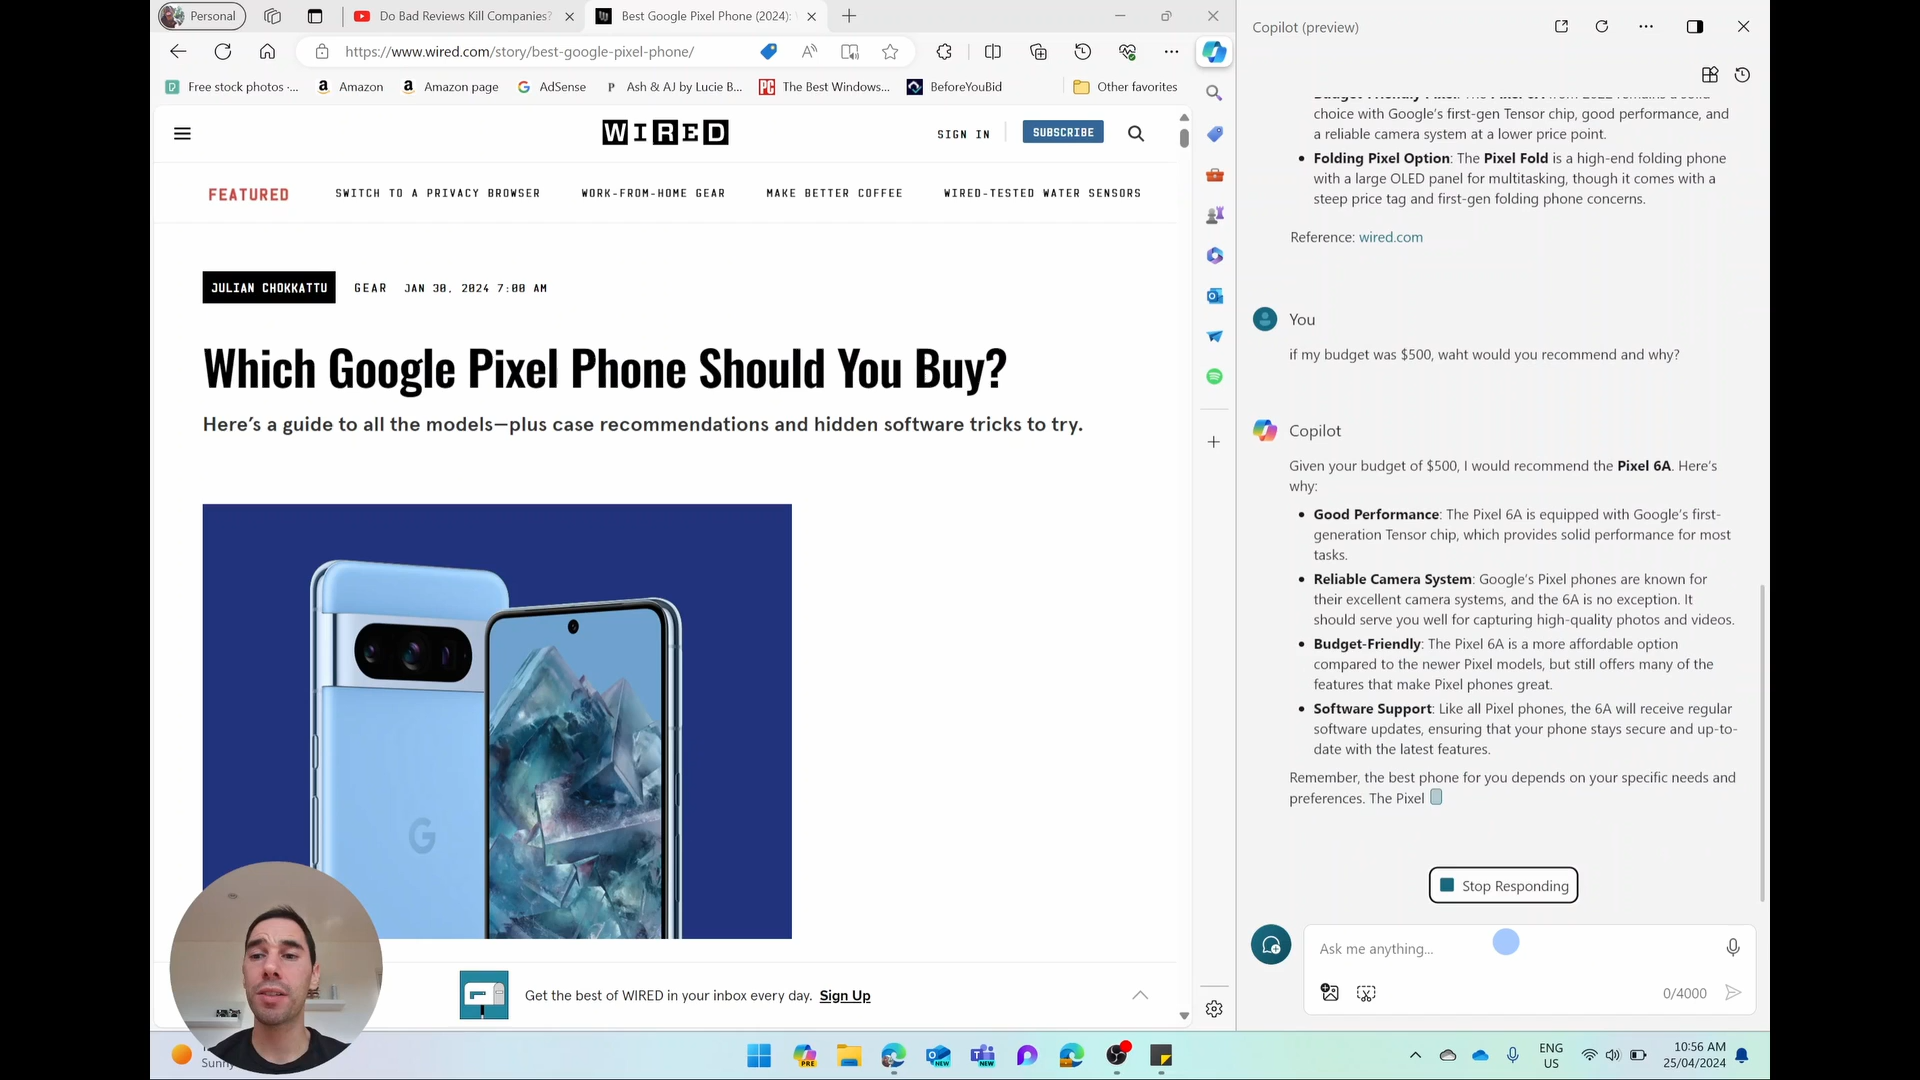 Personal
Do Bad Reviews Kill Companies?
Best Google Pixel Phone (2024):
https://www.wired.com/story/best-google-pixel-phone/
Free stock photos -...
Amazon
Amazon page
AdSense
Ash & AJ by Lucie B...
The Best Windows...
BeforeYouBid
Other favorites
WIRED
SIGN IN
SUBSCRIBE
FEATURED
SWITCH TO A PRIVACY BROWSER
WORK-FROM-HOME GEAR
MAKE BETTER COFFEE
WIRED-TESTED WATER SENSORS
JULIAN CHOKKATTU
GEAR
JAN 30, 2024 7:00 AM
Which Google Pixel Phone Should You Buy?
Here's a guide to all the models—plus case recommendations and hidden software tricks to try.
G
Get the best of WIRED in your inbox every day. Sign Up
Copilot (preview)
choice with Google's first-gen Tensor chip, good performance, and
a reliable camera system at a lower price point.
• Folding Pixel Option: The Pixel Fold is a high-end folding phone
with a large OLED panel for multitasking, though it comes with a
steep price tag and first-gen folding phone concerns.
Reference: wired.com
You
if my budget was $500, waht would you recommend and why?
Copilot
Given your budget of $500, I would recommend the Pixel 6A. Here's
why:
• Good Performance: The Pixel 6A is equipped with Google's first-
generation Tensor chip, which provides solid performance for most
tasks.
• Reliable Camera System: Google's Pixel phones are known for
their excellent camera systems, and the 6A is no exception. It
should serve you well for capturing high-quality photos and videos.
• Budget-Friendly: The Pixel 6A is a more affordable option
compared to the newer Pixel models, but still offers many of the
features that make Pixel phones great.
• Software Support: Like all Pixel phones, the 6A will receive regular
software updates, ensuring that your phone stays secure and up-to-
date with the latest features.
Remember, the best phone for you depends on your specific needs and
preferences. The Pixel
Stop Responding
Ask me anything...
0/4000
Sunny
PRE
NEW
NEW
ENG
US
10:56 AM
25/04/2024